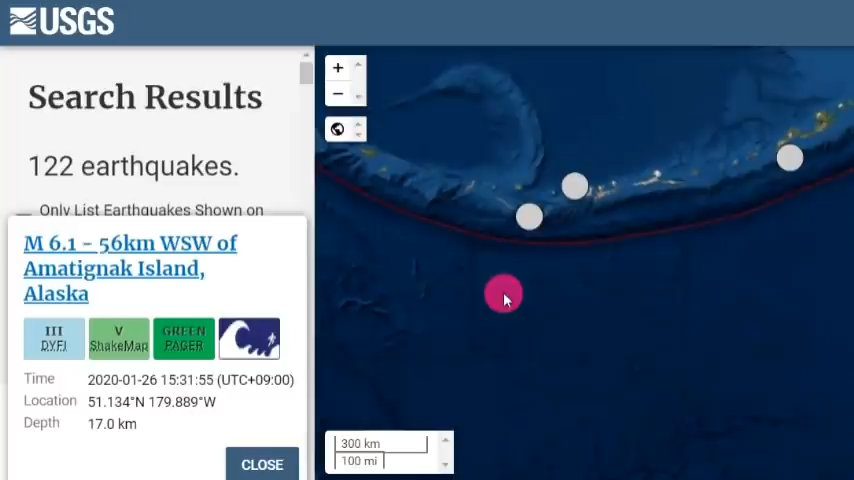 USGS
Search Results
122 earthquakes.
Only List Earthquakes Shown on
M 6.1 - 56km WSW of
Amatignak Island,
Alaska
III
DYFI
V
ShakeMap
GREEN
PAGER
Time 2020-01-26 15:31:55 (UTC+09:00)
Location 51.134°N 179.889°W
Depth 17.0 km
CLOSE
+
−
300 km
100 mi